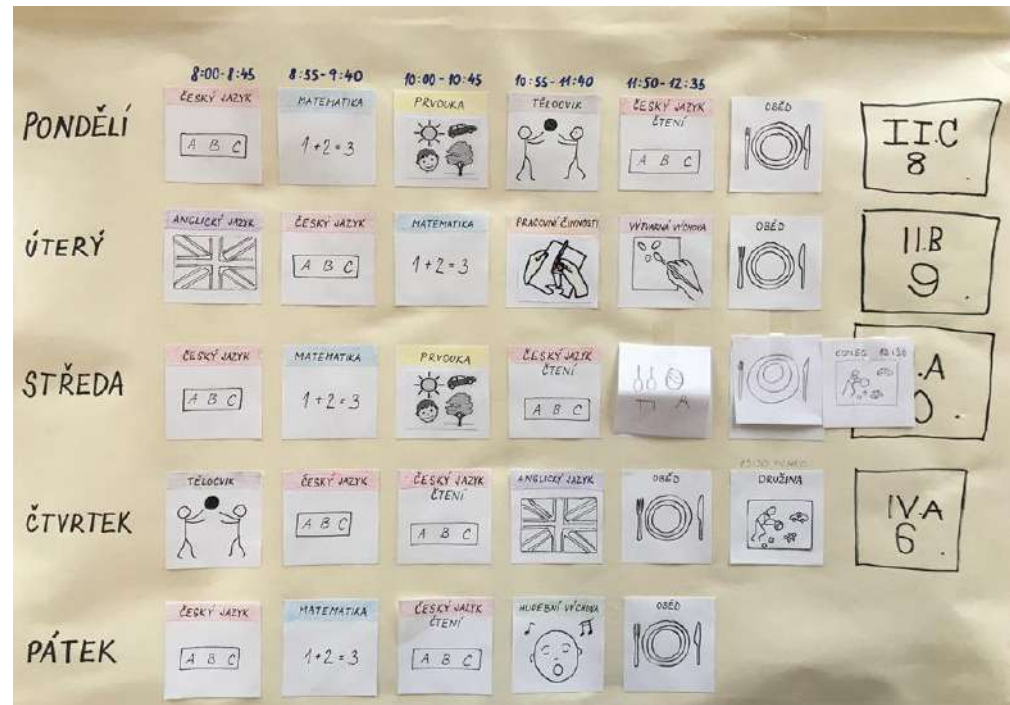 8:00-8:45 8:55-9:40 10:00-10:45 10:55-11:40 11:50-12:35
PONDĚLÍ
ČESKÝ JAZYK
A B C
MATEMATIKA
1+2=3
PRVOUKA
TĚLOCVIK
ČESKÝ JAZYK
ČTENÍ
A B C
OBĚD
II.C
8
ÚTERÝ
ANGLICKÝ JAZYK
ČESKÝ JAZYK
A B C
MATEMATIKA
1+2=3
PRACOVNÍ ČINNOSTI
VÝTVARNÁ VÝCHOVA
OBĚD
II.B
9.
STŘEDA
ČESKÝ JAZYK
A B C
MATEMATIKA
1+2=3
PRVOUKA
ČESKÝ JAZYK
ČTENÍ
A B C
.A
ČTVRTEK
TĚLOCVIK
ČESKÝ JAZYK
A B C
ČESKÝ JAZYK
ČTENÍ
A B C
ANGLICKÝ JAZYK
OBĚD
DRUŽINA
IV.A
6.
PÁTEK
ČESKÝ JAZYK
A B C
MATEMATIKA
1+2=3
ČESKÝ JAZYK
ČTENÍ
A B C
HUDEBNÍ VÝCHOVA
OBĚD